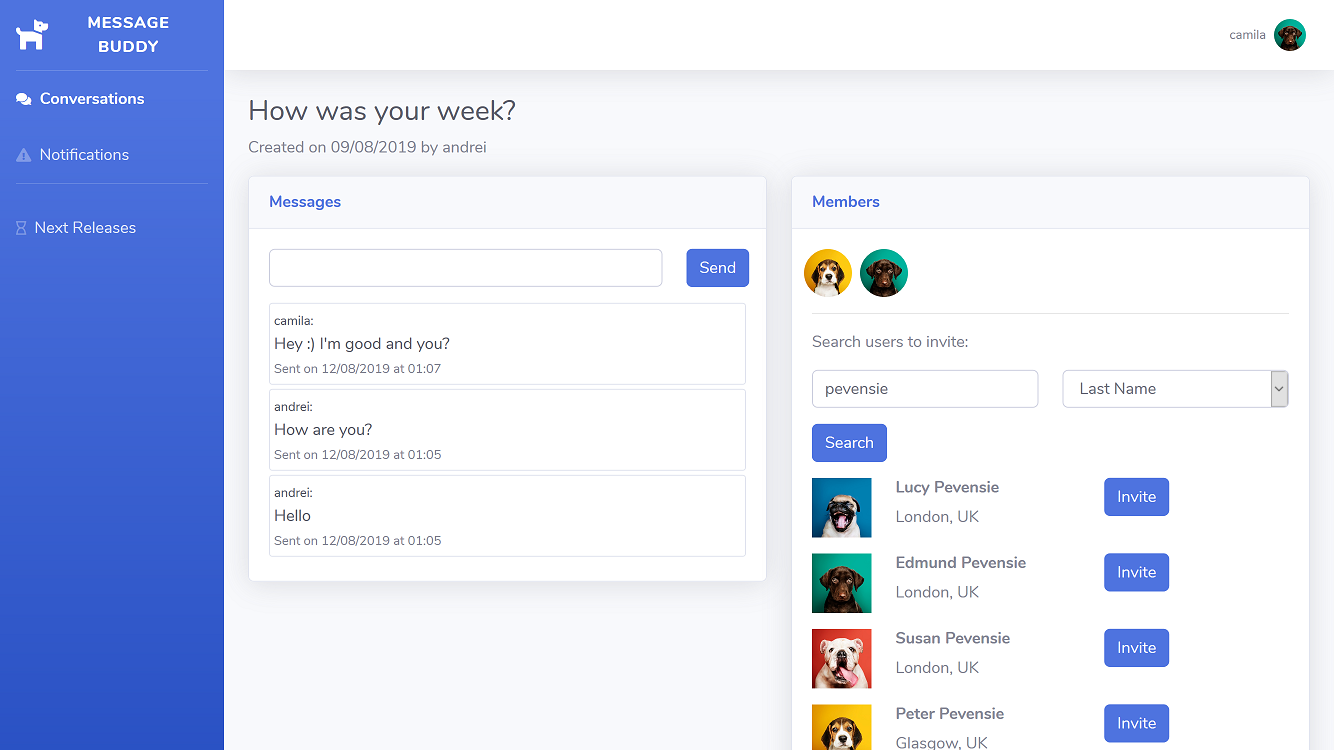 MESSAGE
BUDDY
Conversations
Notifications
Next Releases
camila
How was your week?
Created on 09/08/2019 by andrei
Messages
Send
camila:
Hey :) I'm good and you?
Sent on 12/08/2019 at 01:07
andrei:
How are you?
Sent on 12/08/2019 at 01:05
andrei:
Hello
Sent on 12/08/2019 at 01:05
Members
Search users to invite:
pevensie
Last Name
Search
Lucy Pevensie
London, UK
Invite
Edmund Pevensie
London, UK
Invite
Susan Pevensie
London, UK
Invite
Peter Pevensie
Glasgow, UK
Invite